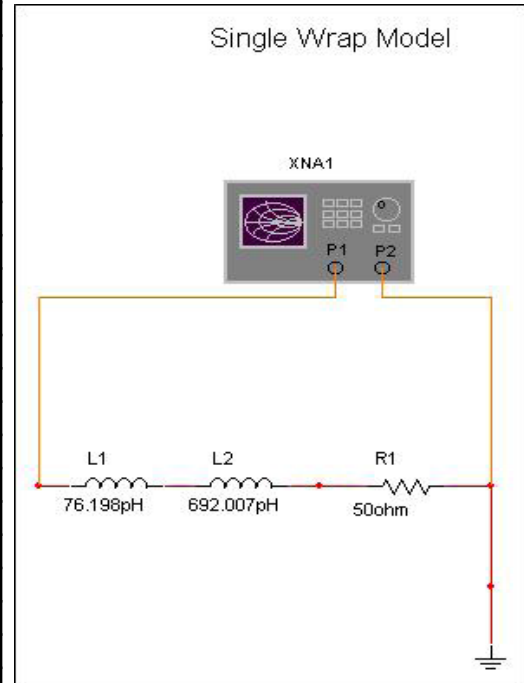 Single Wrap Model
XNA1
P1 P2
L1 L2 R1
76.198pH 692.007pH 50ohm